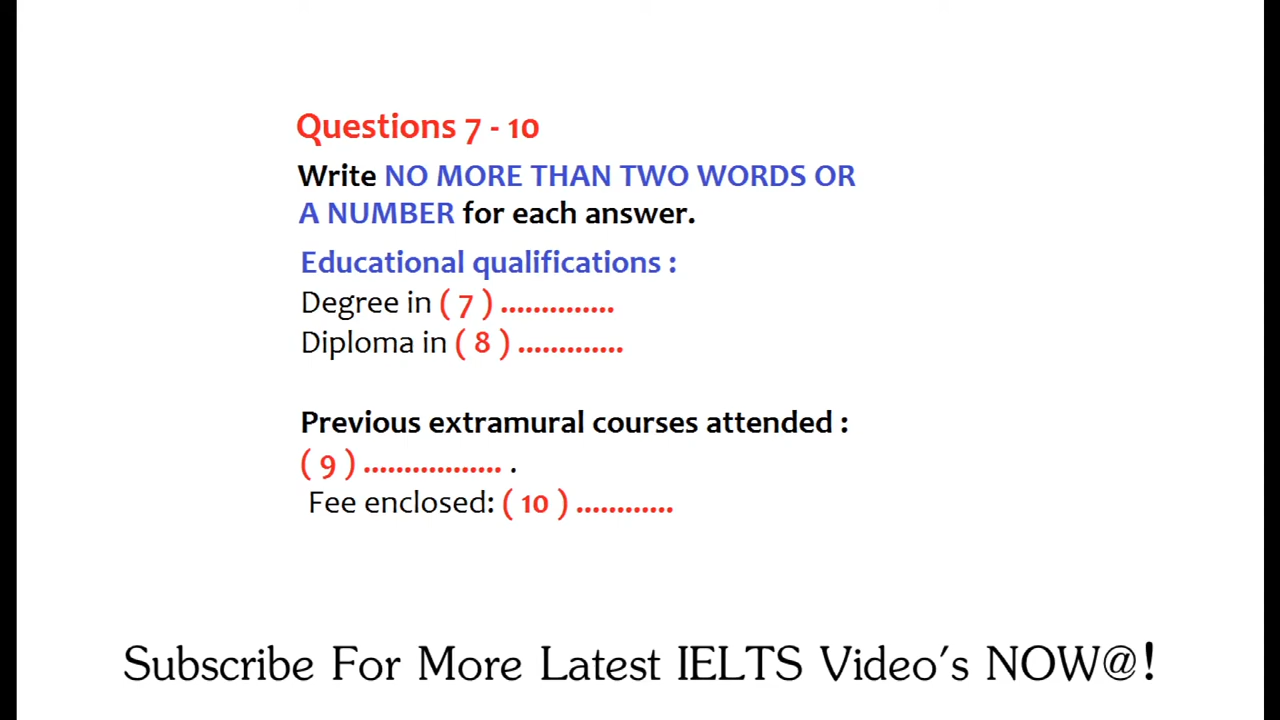 Questions 7 - 10
Write NO MORE THAN TWO WORDS OR
A NUMBER for each answer.
Educational qualifications :
Degree in ( 7 ) ..............
Diploma in ( 8 ) .............
Previous extramural courses attended :
( 9 ) ................. .
Fee enclosed: ( 10 ) ............
Subscribe For More Latest IELTS Video's NOW@!